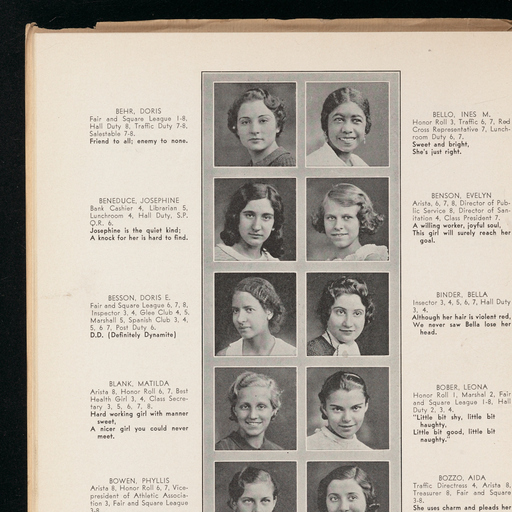 BEHR, DORIS
Fair and Square League 1-8,
Hall Duty 8, Traffic Duty 7-8,
Salestable 7-8.
Friend to all; enemy to none.
BELLO, INES M.
Honor Roll 3, Traffic 6, 7, Red
Cross Representative 7, Lunch-
room Duty 6, 7.
Sweet and bright,
She's just right.
BENEDUCE, JOSEPHINE
Bank Cashier 4, Librarian 5,
Lunchroom 4, Hall Duty, S.P.
Q.R. 6.
Josephine is the quiet kind;
A knock for her is hard to find.
BENSON, EVELYN
Arista, 6, 7, 8, Director of Pub-
lic Service 8, Director of San-
itation 4, Class President 7.
A willing worker, joyful soul,
This girl will surely reach her
goal.
BESSON, DORIS E.
Fair and Square League 6, 7, 8,
Inspector 3, 4, Glee Club 4, 5,
Marshall 5, Spanish Club 3, 4,
5, 6 7, Post Duty 6.
D.D. (Definitely Dynamite)
BINDER, BELLA
Insector 3, 4, 5, 6, 7, Hall Duty
3, 4.
Although her hair is violent red,
We never saw Bella lose her
head.
BLANK, MATILDA
Arista 8, Honor Roll 6, 7, Best
Health Girl 3, 4, Class Secre-
tary 3, 5, 6, 7, 8.
Hard working girl with manner
sweet,
A nicer girl you could never
meet.
BOBER, LEONA
Honor Roll 1, Marshal 2, Fair
and Square League 1-8, Hall
Duty 2, 3, 4.
"Little bit shy, little bit
haughty,
Little bit good, little bit
naughty."
BOWEN, PHYLLIS
Arista 8, Honor Roll 6, 7, Vice-
president of Athletic Associa-
tion 3, Fair and Square League
3-8.
BOZZO, AIDA
Traffic Directress 4, Arista 8,
Treasurer 8, Fair and Square
3-8.
She uses charm and pleads her